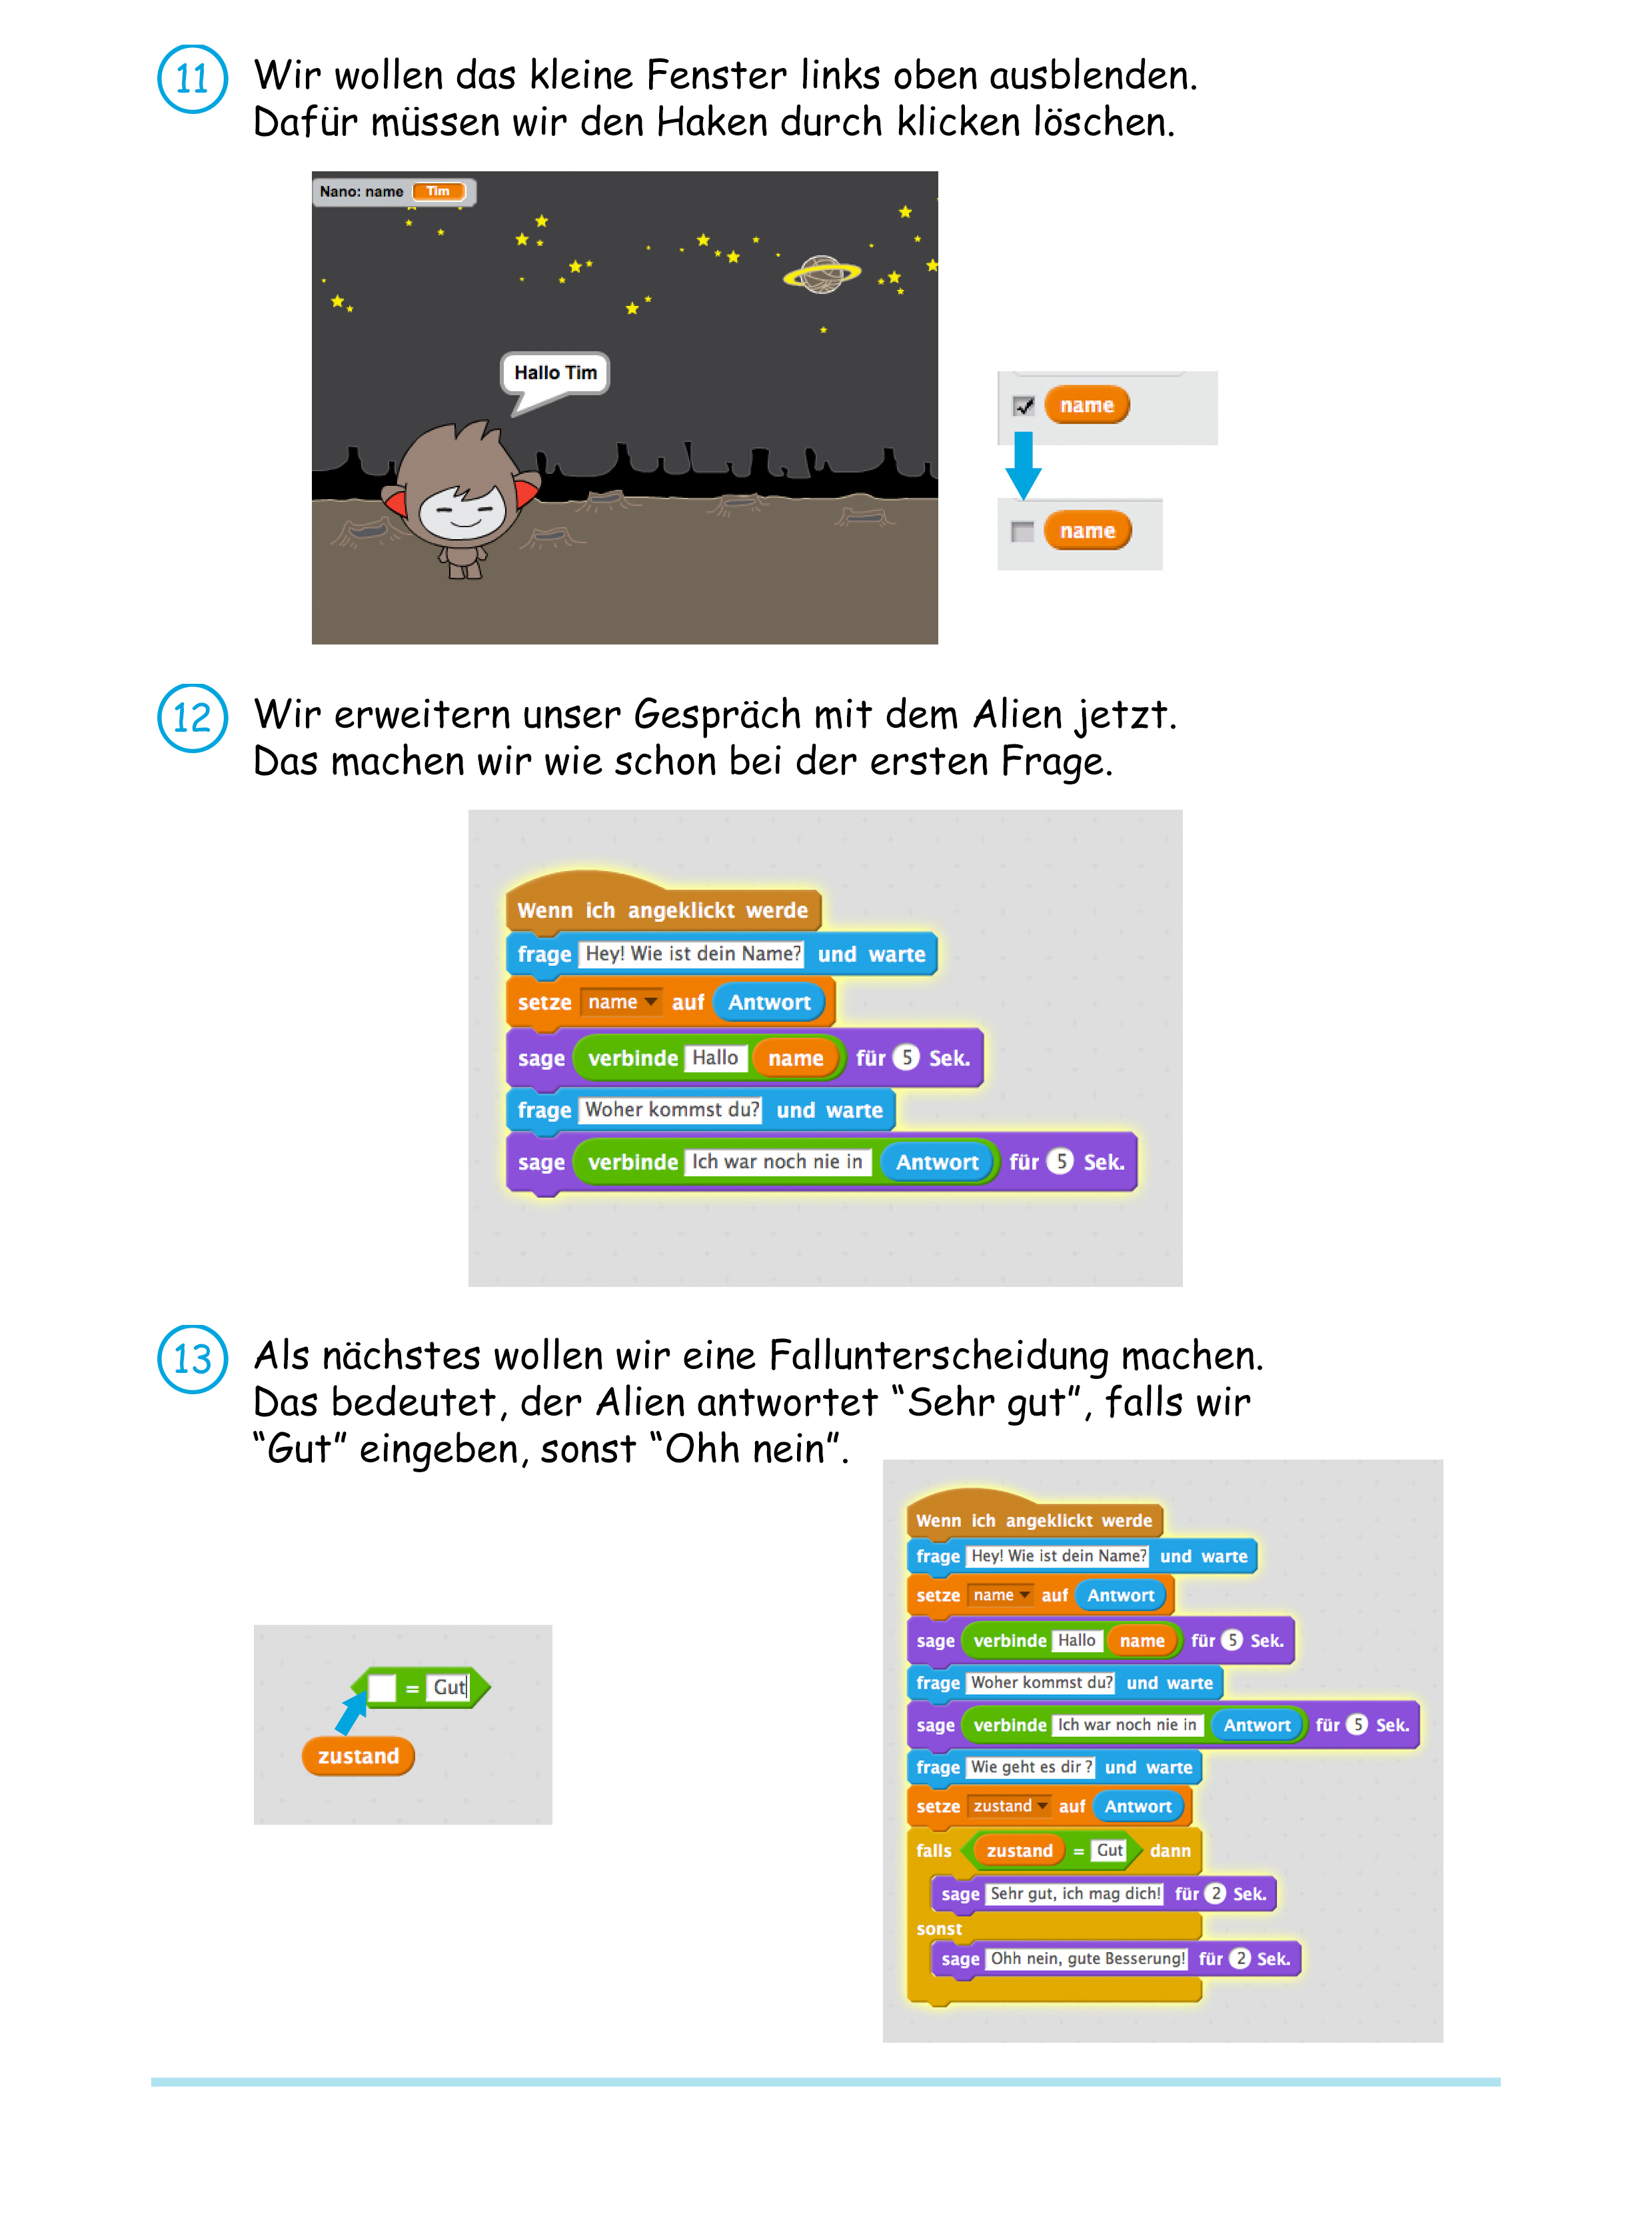 11 Wir wollen das kleine Fenster links oben ausblenden.
Dafür müssen wir den Haken durch klicken löschen.
Nano: name Tim
Hallo Tim
name
name
12 Wir erweitern unser Gespräch mit dem Alien jetzt.
Das machen wir wie schon bei der ersten Frage.
Wenn ich angeklickt werde
frage Hey! Wie ist dein Name? und warte
setze name auf Antwort
sage verbinde Hallo name für 5 Sek.
frage Woher kommst du? und warte
sage verbinde Ich war noch nie in Antwort für 5 Sek.
13 Als nächstes wollen wir eine Fallunterscheidung machen.
Das bedeutet, der Alien antwortet “Sehr gut”, falls wir
“Gut” eingeben, sonst “Ohh nein”.
= Gut
zustand
Wenn ich angeklickt werde
frage Hey! Wie ist dein Name? und warte
setze name auf Antwort
sage verbinde Hallo name für 5 Sek.
frage Woher kommst du? und warte
sage verbinde Ich war noch nie in Antwort für 5 Sek.
frage Wie geht es dir ? und warte
setze zustand auf Antwort
falls zustand = Gut dann
sage Sehr gut, ich mag dich! für 2 Sek.
sonst
sage Ohh nein, gute Besserung! für 2 Sek.